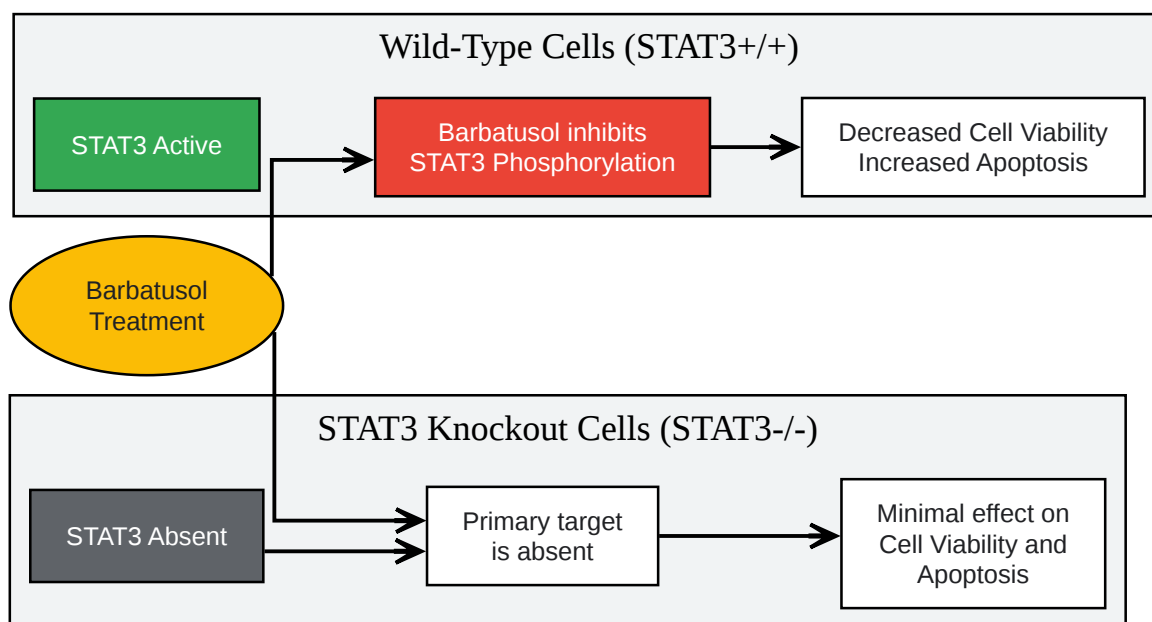 Wild-Type Cells (STAT3+/+)
STAT3 Active
Barbatusol inhibits
STAT3 Phosphorylation
Decreased Cell Viability
Increased Apoptosis
Barbatusol
Treatment
STAT3 Knockout Cells (STAT3-/-)
STAT3 Absent
Primary target
is absent
Minimal effect on
Cell Viability and
Apoptosis